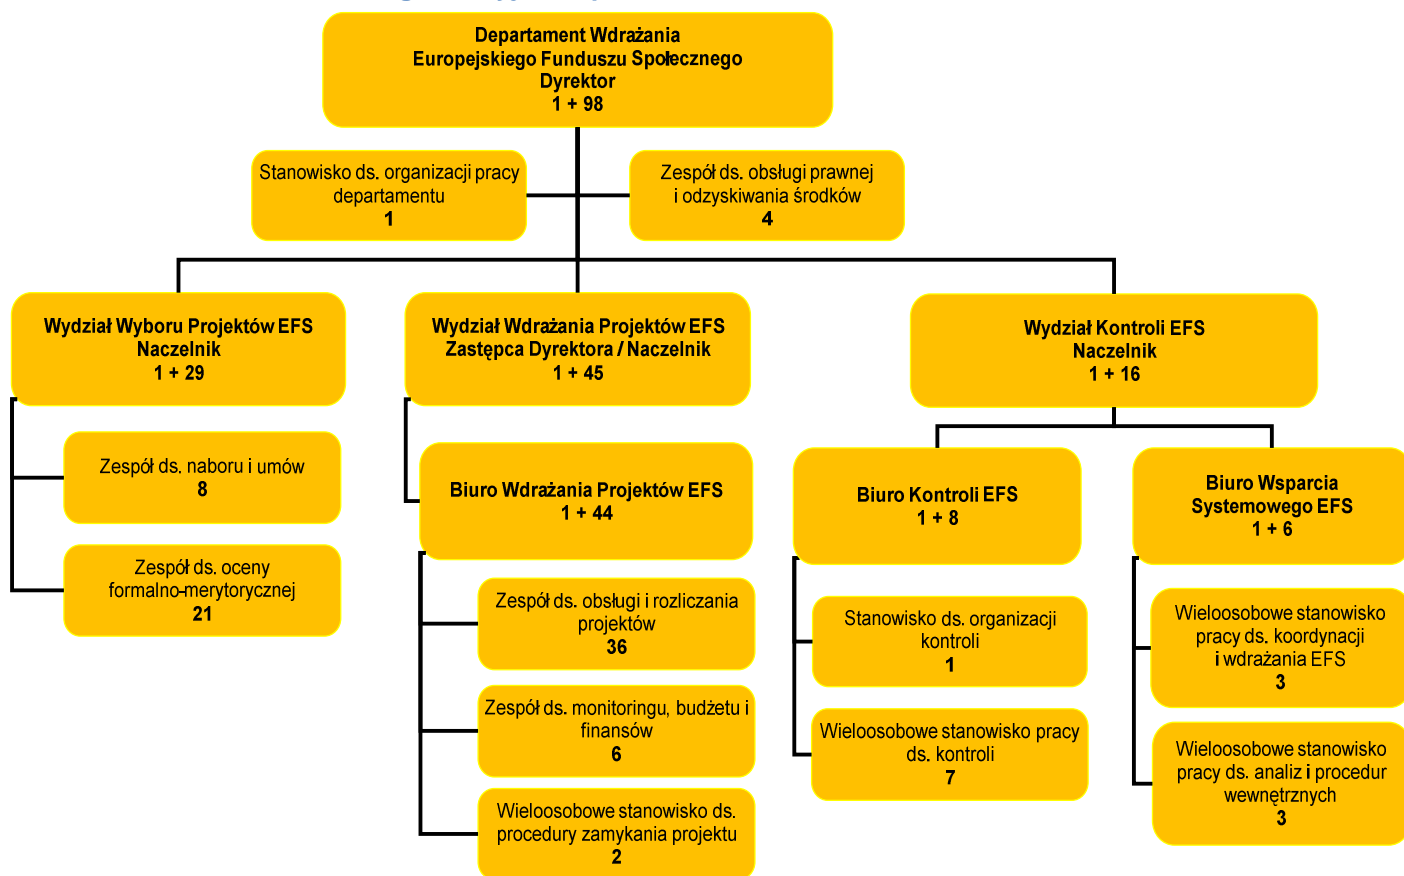 Departament Wdrażania
Europejskiego Funduszu Społecznego
Dyrektor
1 + 98
Stanowisko ds. organizacji pracy
departamentu
1
Zespół ds. obsługi prawnej
i odzyskiwania środków
4
Wydział Wyboru Projektów EFS
Naczelnik
1 + 29
Zespół ds. naboru i umów
8
Zespół ds. oceny
formalno-merytorycznej
21
Wydział Wdrażania Projektów EFS
Zastępca Dyrektora / Naczelnik
1 + 45
Biuro Wdrażania Projektów EFS
1 + 44
Zespół ds. obsługi i rozliczania
projektów
36
Zespół ds. monitoringu, budżetu i
finansów
6
Wieloosobowe stanowisko ds.
procedury zamykania projektu
2
Wydział Kontroli EFS
Naczelnik
1 + 16
Biuro Kontroli EFS
1 + 8
Stanowisko ds. organizacji
kontroli
1
Wieloosobowe stanowisko pracy
ds. kontroli
7
Biuro Wsparcia
Systemowego EFS
1 + 6
Wieloosobowe stanowisko
pracy ds. koordynacji
i wdrażania EFS
3
Wieloosobowe stanowisko
pracy ds. analiz i procedur
wewnętrznych
3